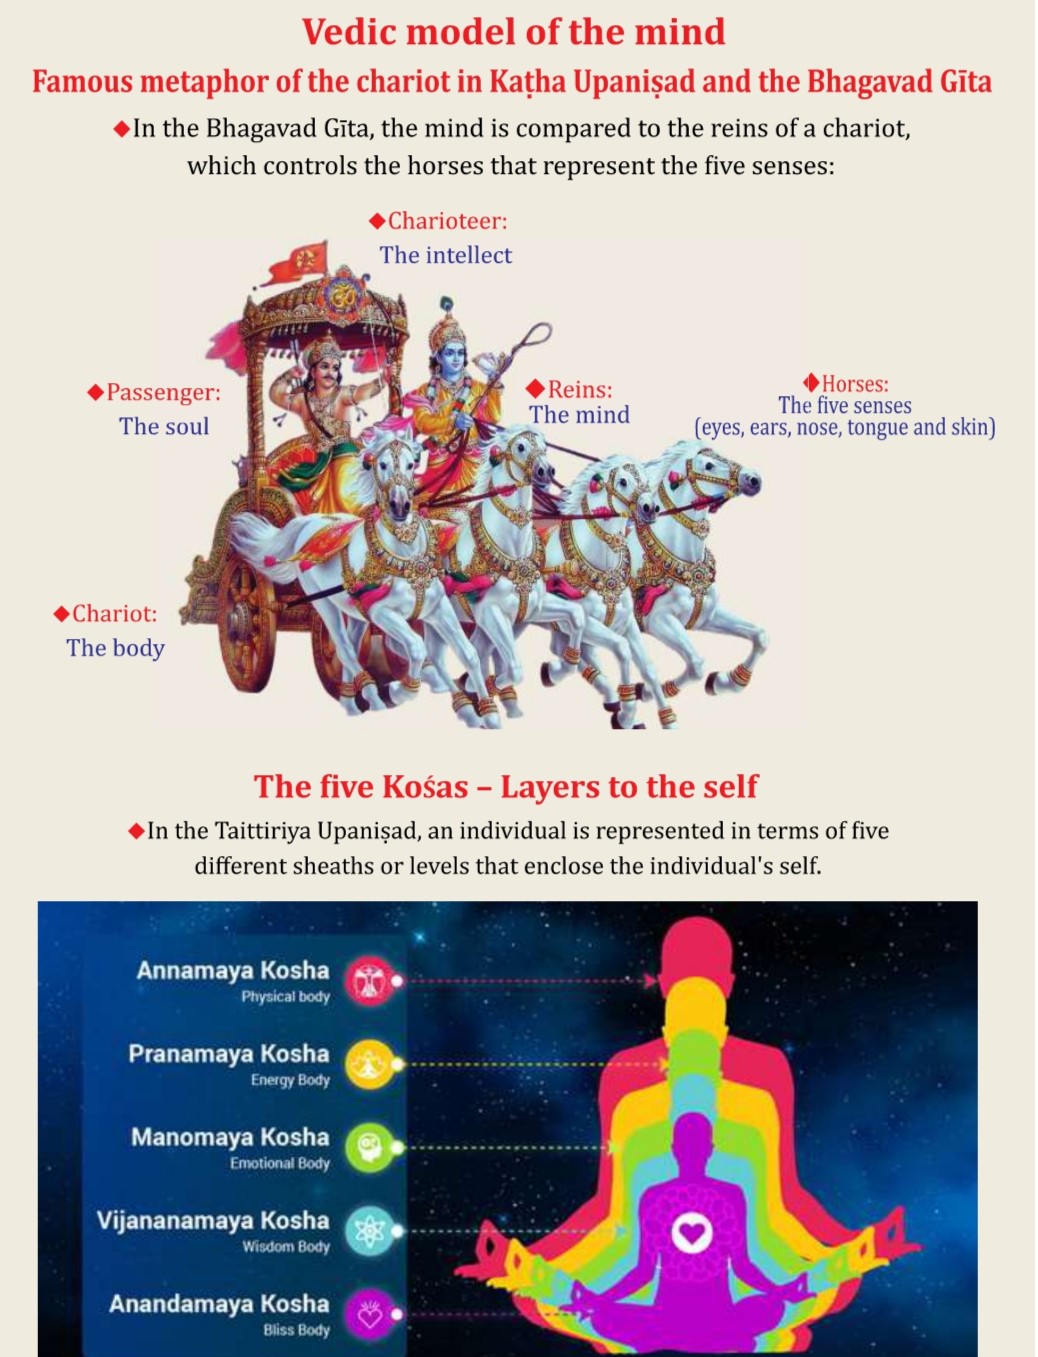 Vedic model of the mind
Famous metaphor of the chariot in Kaṭha Upaniṣad and the Bhagavad Gīta
◆In the Bhagavad Gīta, the mind is compared to the reins of a chariot,
which controls the horses that represent the five senses:
◆Charioteer:
The intellect
ॐ
◆Passenger:
The soul
◆Reins:
The mind
◆Horses:
The five senses
(eyes, ears, nose, tongue and skin)
◆Chariot:
The body
The five Kośas – Layers to the self
◆In the Taittiriya Upaniṣad, an individual is represented in terms of five
different sheaths or levels that enclose the individual's self.
Annamaya Kosha
Physical body
Pranamaya Kosha
Energy Body
Manomaya Kosha
Emotional Body
Vijananamaya Kosha
Wisdom Body
Anandamaya Kosha
Bliss Body